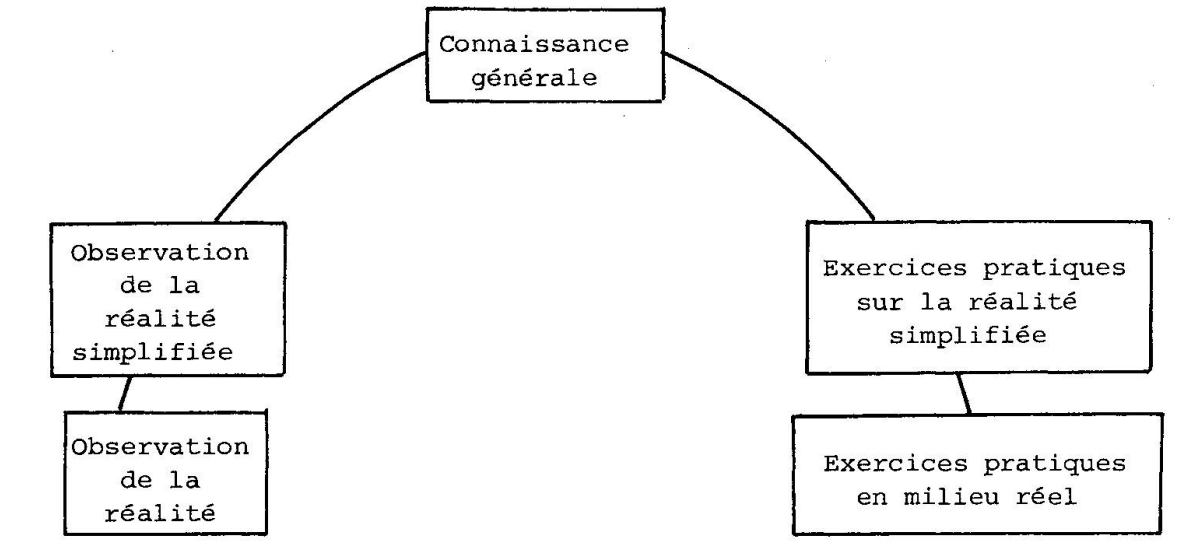 Connaissance
générale
Observation
de la
réalité
simplifiée
Exercices pratiques
sur la réalité
simplifiée
Observation
de la
réalité
Exercices pratiques
en milieu réel